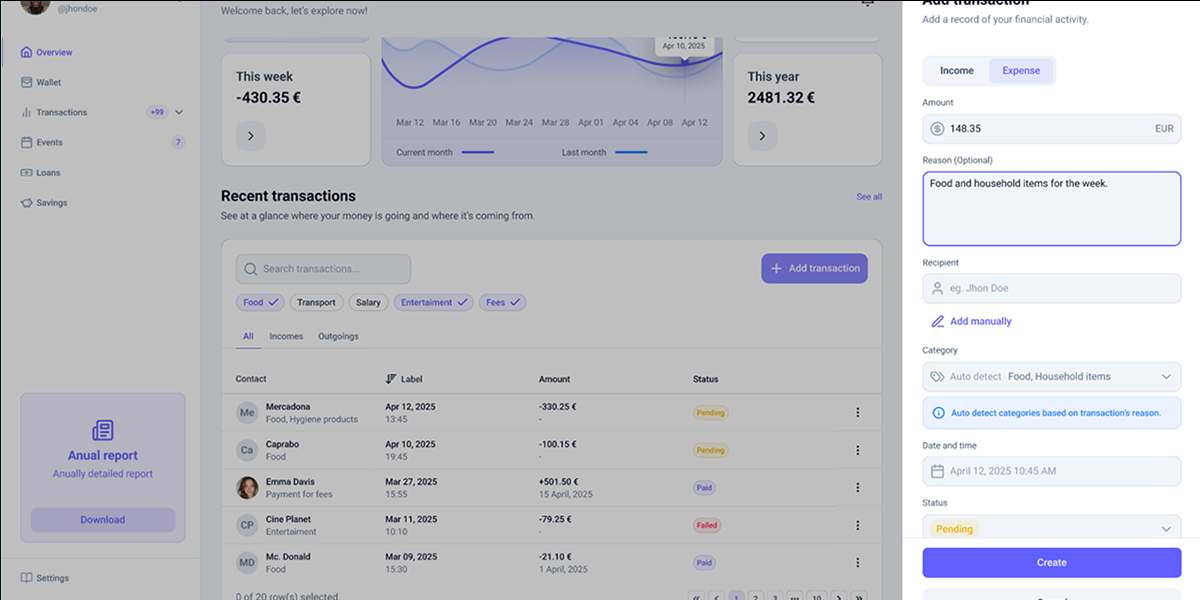 @jhondoe
Overview
Wallet
Transactions +99
Events 7
Loans
Savings
Anual report
Anually detailed report
Download
Settings
Welcome back, let's explore now!
This week
-430.35 €
Apr 10, 2025
Mar 12 Mar 16 Mar 20 Mar 24 Mar 28 Apr 01 Apr 04 Apr 08 Apr 12
Current month Last month
This year
2481.32 €
Recent transactions
See all
See at a glance where your money is going and where it's coming from.
Search transactions...
Add transaction
Food Transport Salary Entertaiment Fees
All Incomes Outgoings
Contact Label Amount Status
Me Mercadona Apr 12, 2025 -330.25 € Pending
Food, Hygiene products 13:45 -
Ca Caprabo Apr 10, 2025 -100.15 € Pending
Food 19:45 -
Emma Davis Mar 27, 2025 +501.50 € Paid
Payment for fees 15:55 15 April, 2025
CP Cine Planet Mar 11, 2025 -79.25 € Failed
Entertaiment 10:10 -
MD Mc. Donald Mar 09, 2025 -21.10 € Paid
Food 15:30 1 April, 2025
0 of 20 row(s) selected.
« ‹ 1 2 3 ••• 10 › »
Add transaction
Add a record of your financial activity.
Income Expense
Amount
148.35 EUR
Reason (Optional)
Food and household items for the week.
Recipient
eg. Jhon Doe
Add manually
Category
Auto detect Food, Household items
Auto detect categories based on transaction's reason.
Date and time
April 12, 2025 10:45 AM
Status
Pending
Create